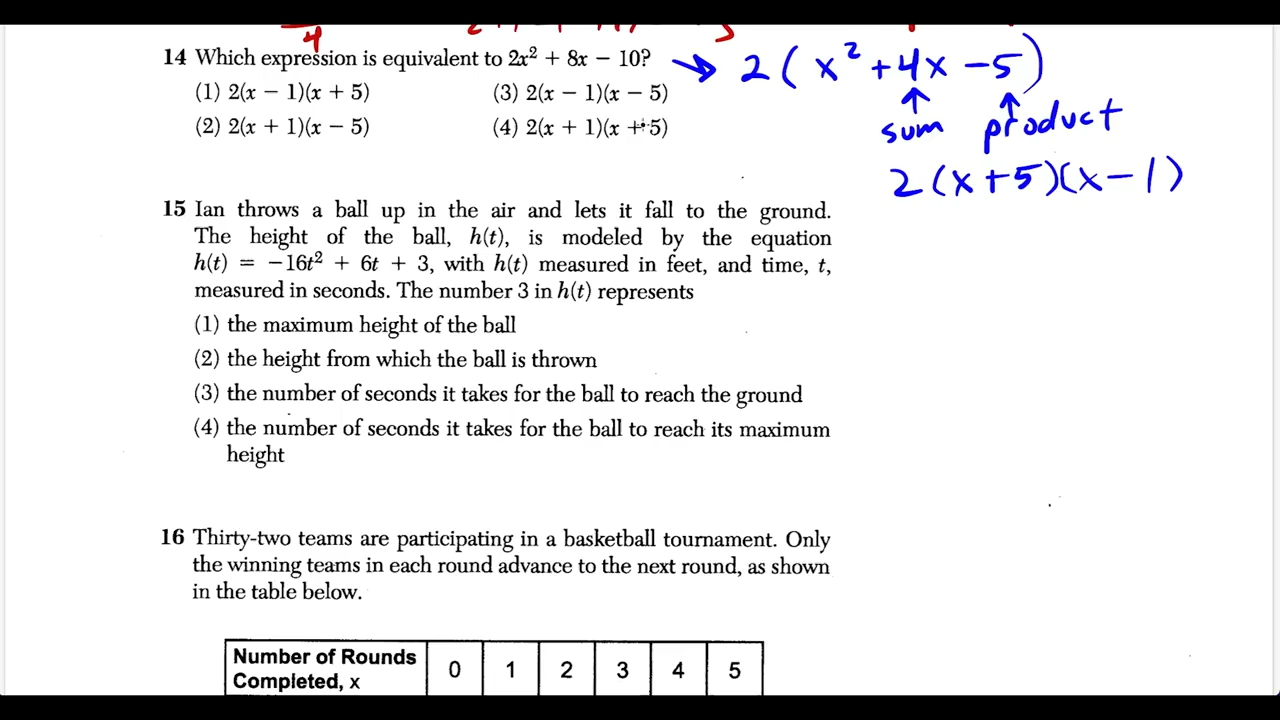 4
14 Which expression is equivalent to 2x² + 8x − 10? → 2(x² + 4x − 5)
(1) 2(x − 1)(x + 5) (3) 2(x − 1)(x − 5)
(2) 2(x + 1)(x − 5) (4) 2(x + 1)(x + 5)
sum product
2(x+5)(x−1)
15 Ian throws a ball up in the air and lets it fall to the ground.
The height of the ball, h(t), is modeled by the equation
h(t) = −16t² + 6t + 3, with h(t) measured in feet, and time, t,
measured in seconds. The number 3 in h(t) represents
(1) the maximum height of the ball
(2) the height from which the ball is thrown
(3) the number of seconds it takes for the ball to reach the ground
(4) the number of seconds it takes for the ball to reach its maximum
height
16 Thirty-two teams are participating in a basketball tournament. Only
the winning teams in each round advance to the next round, as shown
in the table below.
Number of Rounds
Completed, x 0 1 2 3 4 5